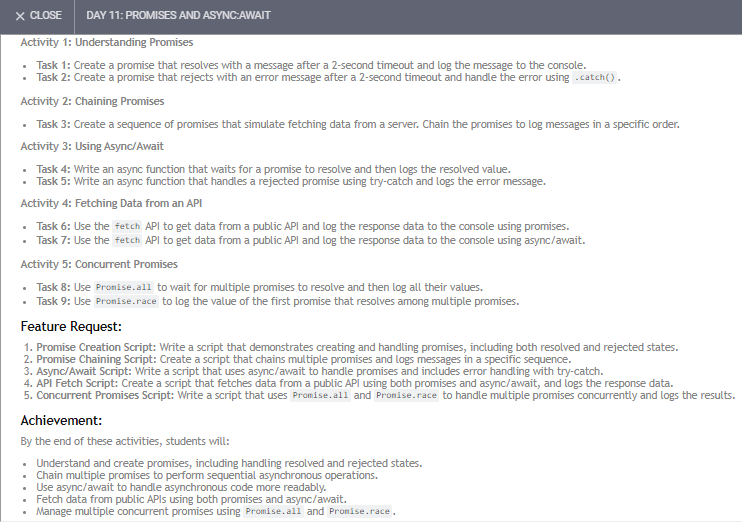 × CLOSE
DAY 11: PROMISES AND ASYNC:AWAIT
Activity 1: Understanding Promises
• Task 1: Create a promise that resolves with a message after a 2-second timeout and log the message to the console.
• Task 2: Create a promise that rejects with an error message after a 2-second timeout and handle the error using .catch().
Activity 2: Chaining Promises
• Task 3: Create a sequence of promises that simulate fetching data from a server. Chain the promises to log messages in a specific order.
Activity 3: Using Async/Await
• Task 4: Write an async function that waits for a promise to resolve and then logs the resolved value.
• Task 5: Write an async function that handles a rejected promise using try-catch and logs the error message.
Activity 4: Fetching Data from an API
• Task 6: Use the fetch API to get data from a public API and log the response data to the console using promises.
• Task 7: Use the fetch API to get data from a public API and log the response data to the console using async/await.
Activity 5: Concurrent Promises
• Task 8: Use Promise.all to wait for multiple promises to resolve and then log all their values.
• Task 9: Use Promise.race to log the value of the first promise that resolves among multiple promises.
Feature Request:
1. Promise Creation Script: Write a script that demonstrates creating and handling promises, including both resolved and rejected states.
2. Promise Chaining Script: Create a script that chains multiple promises and logs messages in a specific sequence.
3. Async/Await Script: Write a script that uses async/await to handle promises and includes error handling with try-catch.
4. API Fetch Script: Create a script that fetches data from a public API using both promises and async/await, and logs the response data.
5. Concurrent Promises Script: Write a script that uses Promise.all and Promise.race to handle multiple promises concurrently and logs the results.
Achievement:
By the end of these activities, students will:
• Understand and create promises, including handling resolved and rejected states.
• Chain multiple promises to perform sequential asynchronous operations.
• Use async/await to handle asynchronous code more readably.
• Fetch data from public APIs using both promises and async/await.
• Manage multiple concurrent promises using Promise.all and Promise.race.